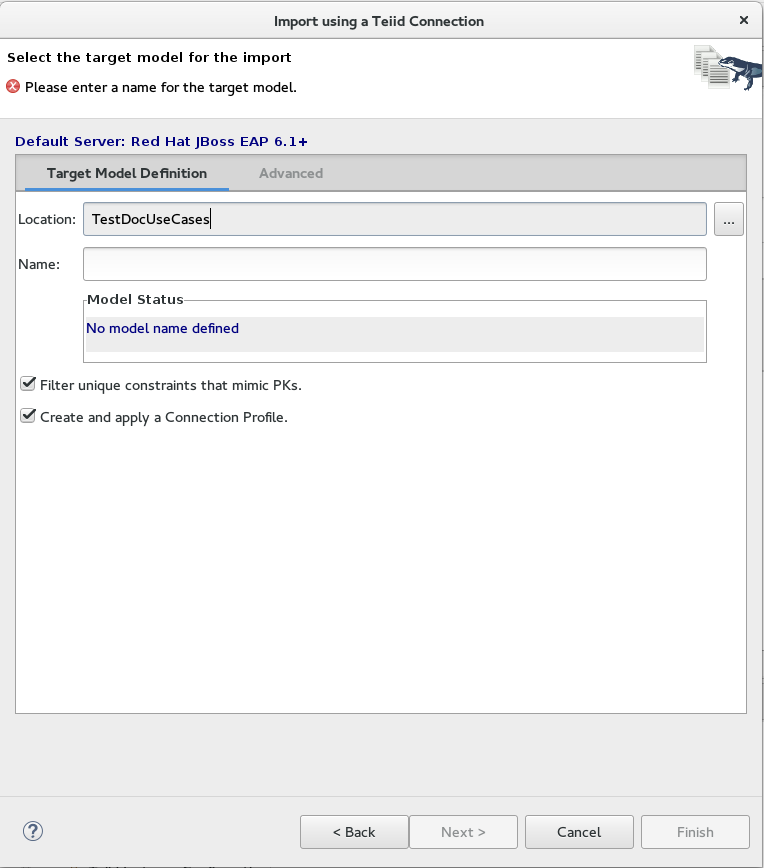 Import using a Teiid Connection
Select the target model for the import
Please enter a name for the target model.
Default Server: Red Hat JBoss EAP 6.1+
Target Model Definition Advanced
Location: TestDocUseCases ...
Name:
Model Status
No model name defined
Filter unique constraints that mimic PKs.
Create and apply a Connection Profile.
? < Back Next > Cancel Finish